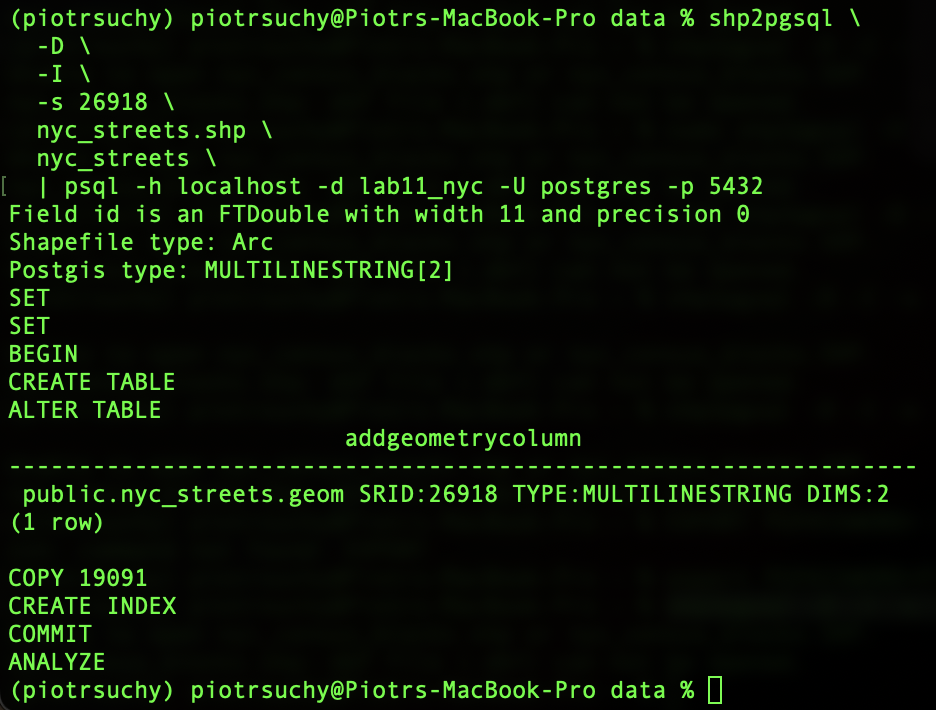 (piotrsuchy) piotrsuchy@Piotrs-MacBook-Pro data % shp2pgsql \
-D \
-I \
-s 26918 \
nyc_streets.shp \
nyc_streets \
[ | psql -h localhost -d lab11_nyc -U postgres -p 5432
Field id is an FTDouble with width 11 and precision 0
Shapefile type: Arc
Postgis type: MULTILINESTRING[2]
SET
SET
BEGIN
CREATE TABLE
ALTER TABLE
addgeometrycolumn
-----------------------------------------------------------------
public.nyc_streets.geom SRID:26918 TYPE:MULTILINESTRING DIMS:2
(1 row)
COPY 19091
CREATE INDEX
COMMIT
ANALYZE
(piotrsuchy) piotrsuchy@Piotrs-MacBook-Pro data %